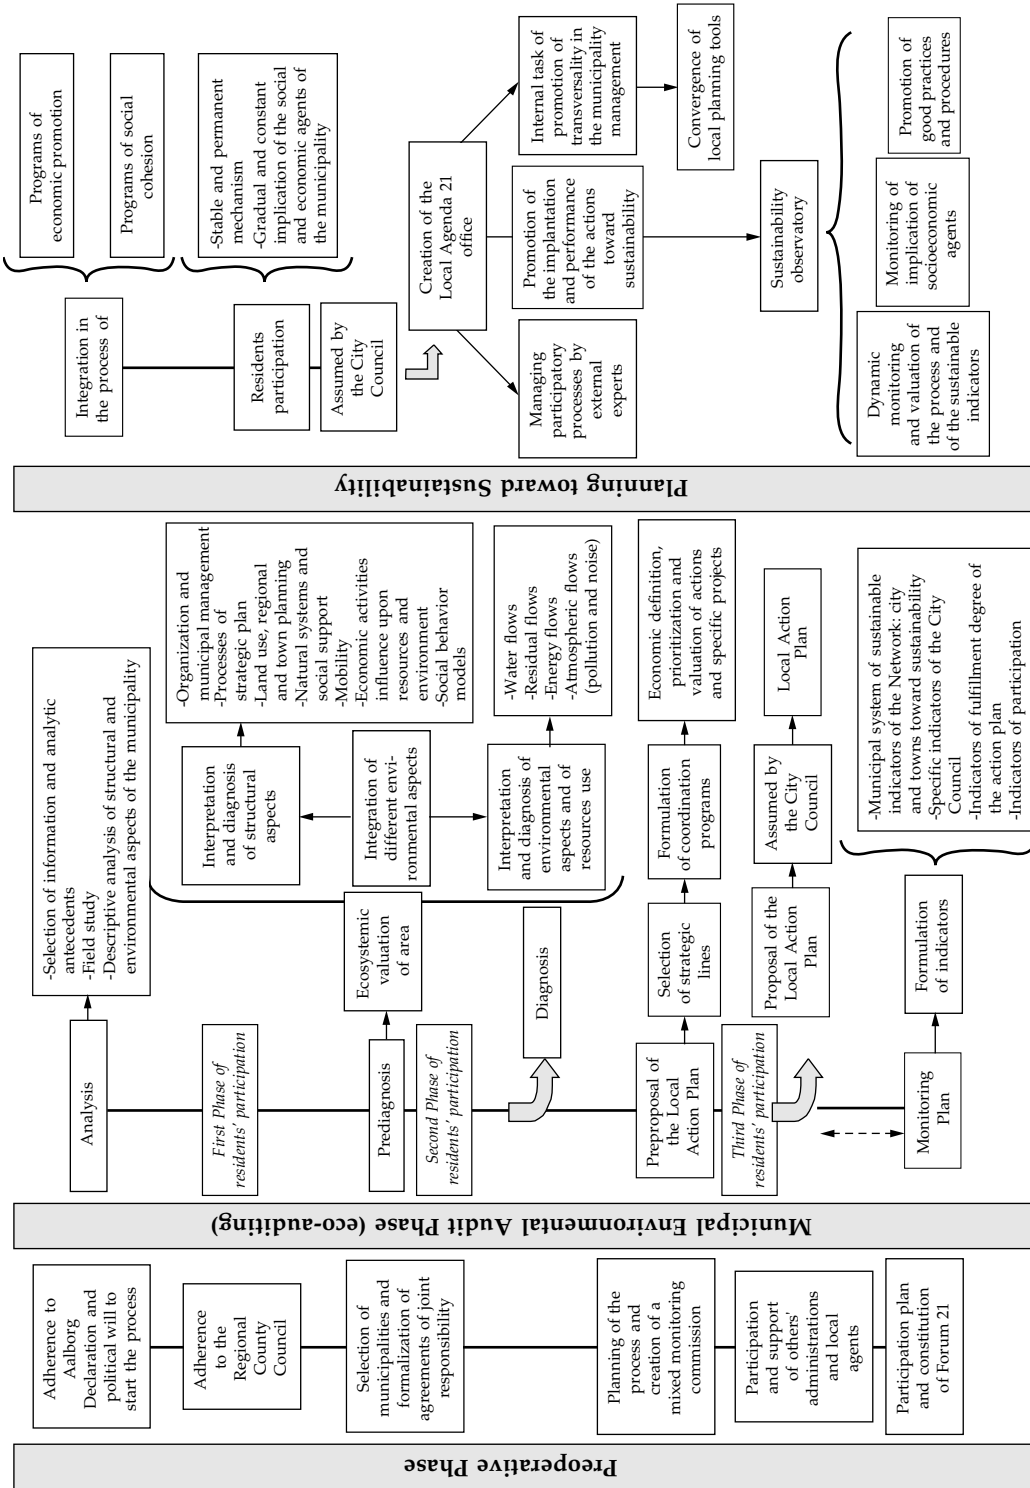 Preoperative Phase
Adherence to
Aalborg
Declaration and
political will to
start the process
Adherence
to the
Regional
County
Council
Selection of
municipalities and
formalization of
agreements of joint
responsibility
Planning of the
process and
creation of a
mixed monitoring
commission
Participation
and support
of others'
administrations
and local
agents
Participation plan
and constitution
of Forum 21
Municipal Environmental Audit Phase (eco-auditing)
Analysis
-Selection of information and analytic
antecedents
-Field study
-Descriptive analysis of structural and
environmental aspects of the municipality
First Phase of
residents' participation
Prediagnosis
Ecosystemic
valuation
of area
Interpretation
and diagnosis
of structural
aspects
-Organization and
municipal management
-Processes of
strategic plan
-Land use, regional
and town planning
-Natural systems and
social support
-Mobility
-Economic activities
influence upon
resources and
environment
-Social behavior
models
Integration of
different envi-
ronmental aspects
Interpretation
and diagnosis of
environmental
aspects and of
resources use
-Water flows
-Residual flows
-Energy flows
-Atmospheric flows
(pollution and noise)
Second Phase of
residents' participation
Diagnosis
Preproposal of
the Local
Action Plan
Selection
of strategic
lines
Formulation
of coordination
programs
Economic definition,
prioritization and
valuation of actions
and specific projects
Third Phase of
residents' participation
Proposal of the
Local Action
Plan
Assumed by
the City
Council
Local Action
Plan
Monitoring
Plan
Formulation
of indicators
-Municipal system of sustainable
indicators of the Network: city
and towns toward sustainability
-Specific indicators of the City
Council
-Indicators of fulfillment degree of
the action plan
-Indicators of participation
Planning toward Sustainability
Integration in
the process of
Programs of
economic promotion
Programs of social
cohesion
Residents
participation
-Stable and permanent
mechanism
-Gradual and constant
implication of the social
and economic agents of
the municipality
Assumed by
the City
Council
Creation of the
Local Agenda 21
office
Managing
participatory
processes by
external
experts
Promotion of
the implantation
and performance
of the actions
toward
sustainability
Internal task of
promotion of
transversality in
the municipality
management
Convergence of
local planning tools
Sustainability
observatory
Dynamic
monitoring
and valuation of
the process and
of the sustainable
indicators
Monitoring of
implication of
socioeconomic
agents
Promotion of
good practices
and procedures